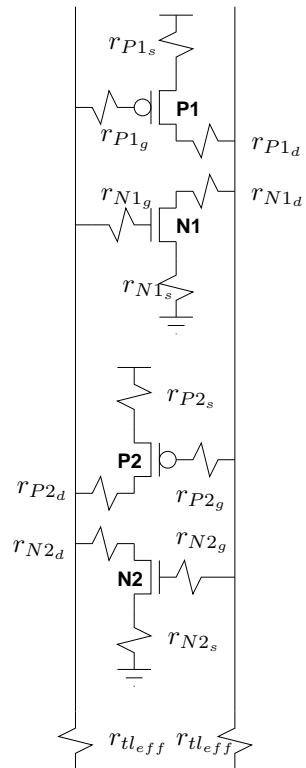 r_{P1_s}
P1
r_{P1_g}
r_{P1_d}
r_{N1_g}
r_{N1_d}
N1
r_{N1_s}
r_{P2_s}
P2
r_{P2_d}
r_{P2_g}
r_{N2_d}
r_{N2_g}
N2
r_{N2_s}
r_{tl_{eff}} r_{tl_{eff}}